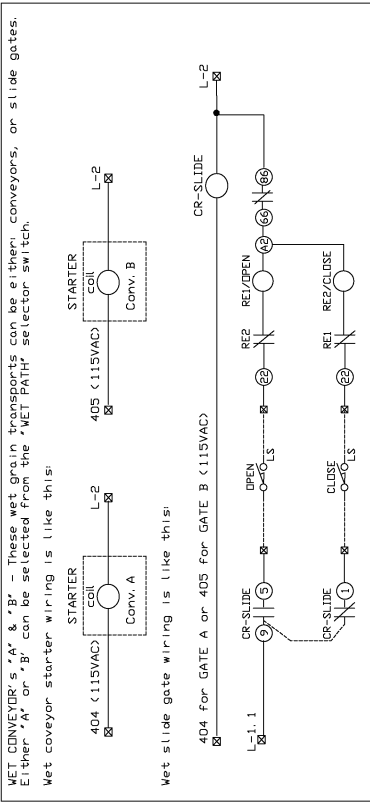 WET CONVEYOR's "A" & "B" - These wet grain transports can be either: conveyors, or slide gates.
Either "A" or "B' can be selected from the "WET PATH" selector switch.
Wet coveyor starter wiring is like this:
STARTER
coil
404 (115VAC)
L-2
Conv. A
STARTER
coil
405 (115VAC)
L-2
Conv. B
Wet slide gate wiring is like this:
404 for GATE A or 405 for GATE B (115VAC)
CR-SLIDE
L-2
L-1. 1
CR-SLIDE
9
5
OPEN
LS
22
RE2
RE1/OPEN
A2
66
86
CR-SLIDE
1
CLOSE
LS
22
RE1
RE2/CLOSE